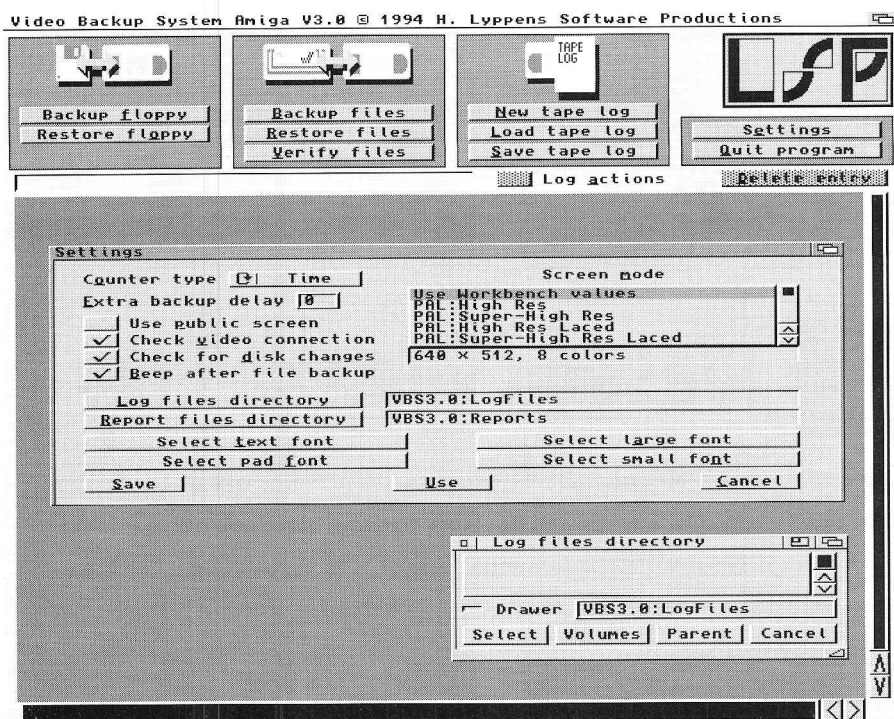 Video Backup System Amiga V3.0 © 1994 H. Lyppens Software Productions
TAPE
LOG
LSP
Backup floppy
Restore floppy
Backup files
Restore files
Verify files
New tape log
Load tape log
Save tape log
Settings
Quit program
Log actions
Delete entry
Settings
Counter type Time
Extra backup delay 0
Use public screen
Check video connection
Check for disk changes
Beep after file backup
Screen mode
Use Workbench values
PAL:High Res
PAL:Super-High Res
PAL:High Res Laced
PAL:Super-High Res Laced
640 × 512, 8 colors
Log files directory VBS3.0:LogFiles
Report files directory VBS3.0:Reports
Select text font
Select large font
Select pad font
Select small font
Save
Use
Cancel
Log files directory
Drawer VBS3.0:LogFiles
Select
Volumes
Parent
Cancel